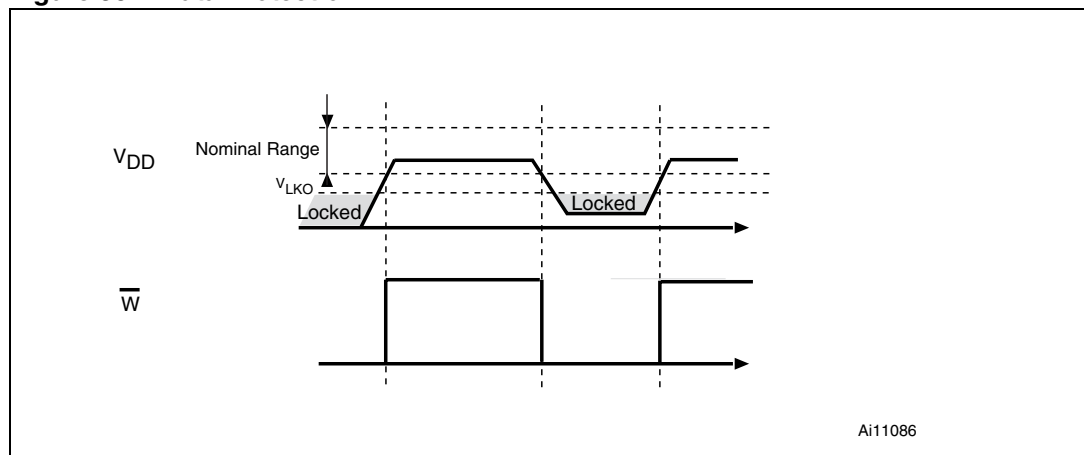 Nominal Range
VDD
VLKO
Locked
Locked
W
Ai11086